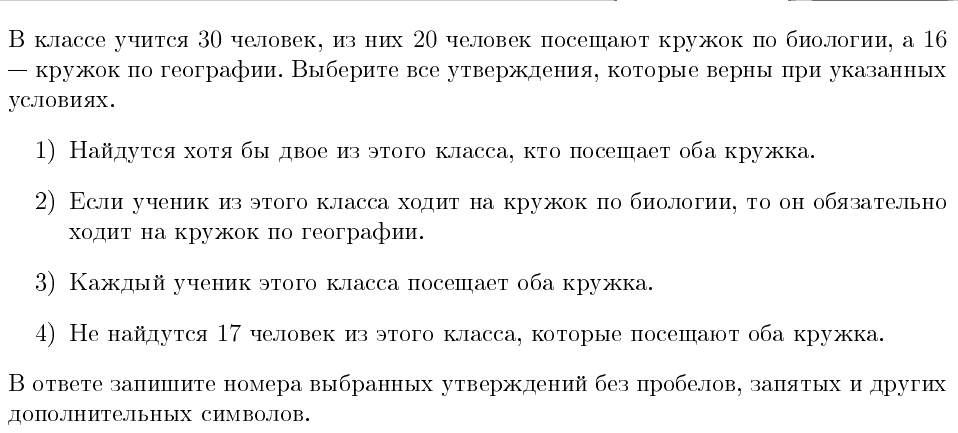 В классе учится 30 человек, из них 20 человек посещают кружок по биологии, а 16
— кружок по географии. Выберите все утверждения, которые верны при указанных
условиях.
1) Найдутся хотя бы двое из этого класса, кто посещает оба кружка.
2) Если ученик из этого класса ходит на кружок по биологии, то он обязательно
ходит на кружок по географии.
3) Каждый ученик этого класса посещает оба кружка.
4) Не найдутся 17 человек из этого класса, которые посещают оба кружка.
В ответе запишите номера выбранных утверждений без пробелов, запятых и других
дополнительных символов.